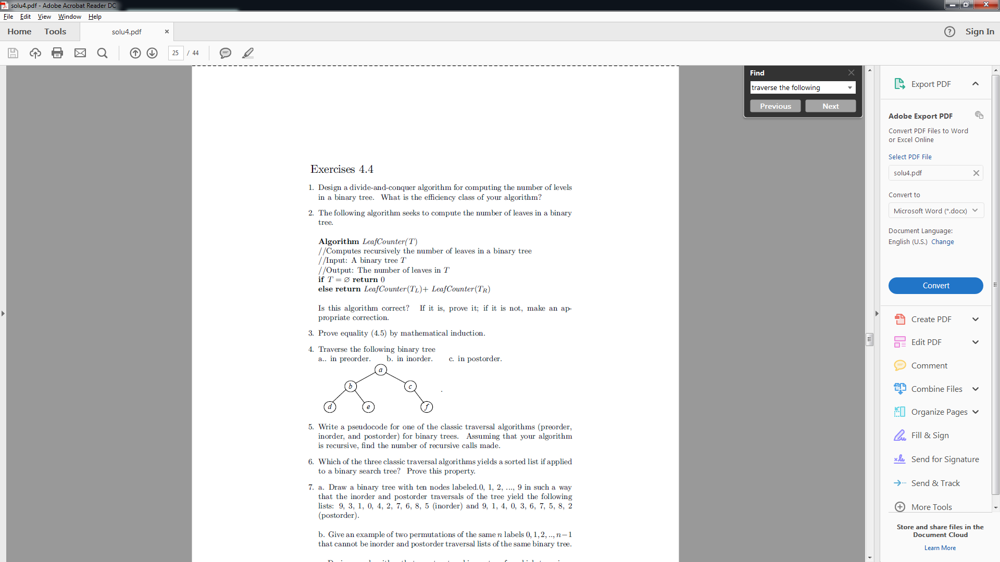 solu4.pdf - Adobe Acrobat Reader DC
File Edit View Window Help
Home Tools solu4.pdf × Sign In
25 / 44
Find
traverse the following
Previous Next
Exercises 4.4
1. Design a divide-and-conquer algorithm for computing the number of levels
in a binary tree. What is the efficiency class of your algorithm?
2. The following algorithm seeks to compute the number of leaves in a binary
tree.
Algorithm LeafCounter(T)
//Computes recursively the number of leaves in a binary tree
//Input: A binary tree T
//Output: The number of leaves in T
if T = ∅ return 0
else return LeafCounter(T_L)+ LeafCounter(T_R)
Is this algorithm correct? If it is, prove it; if it is not, make an ap-
propriate correction.
3. Prove equality (4.5) by mathematical induction.
4. Traverse the following binary tree
a.. in preorder. b. in inorder. c. in postorder.
a
b c .
d e f
5. Write a pseudocode for one of the classic traversal algorithms (preorder,
inorder, and postorder) for binary trees. Assuming that your algorithm
is recursive, find the number of recursive calls made.
6. Which of the three classic traversal algorithms yields a sorted list if applied
to a binary search tree? Prove this property.
7. a. Draw a binary tree with ten nodes labeled.0, 1, 2, ..., 9 in such a way
that the inorder and postorder traversals of the tree yield the following
lists: 9, 3, 1, 0, 4, 2, 7, 6, 8, 5 (inorder) and 9, 1, 4, 0, 3, 6, 7, 5, 8, 2
(postorder).
b. Give an example of two permutations of the same n labels 0, 1, 2, .., n−1
that cannot be inorder and postorder traversal lists of the same binary tree.
Export PDF
Adobe Export PDF
Convert PDF Files to Word
or Excel Online
Select PDF File
solu4.pdf
Convert to
Microsoft Word (*.docx)
Document Language:
English (U.S.) Change
Convert
Create PDF
Edit PDF
Comment
Combine Files
Organize Pages
Fill & Sign
Send for Signature
Send & Track
More Tools
Store and share files in the
Document Cloud
Learn More